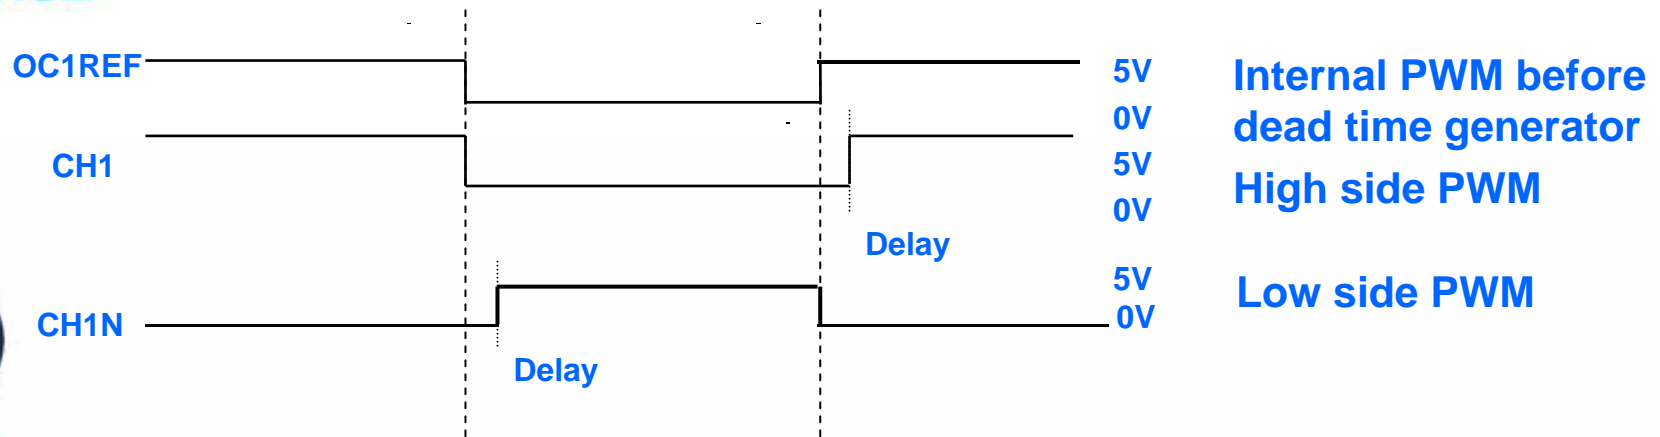 OC1REF
5V
Internal PWM before
0V
dead time generator
CH1
5V
High side PWM
0V
Delay
5V
Low side PWM
CH1N
0V
Delay